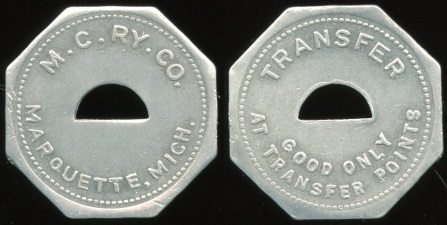 M.C.RY.CO.
MARQUETTE, MICH.
TRANSFER
GOOD ONLY
AT TRANSFER POINTS